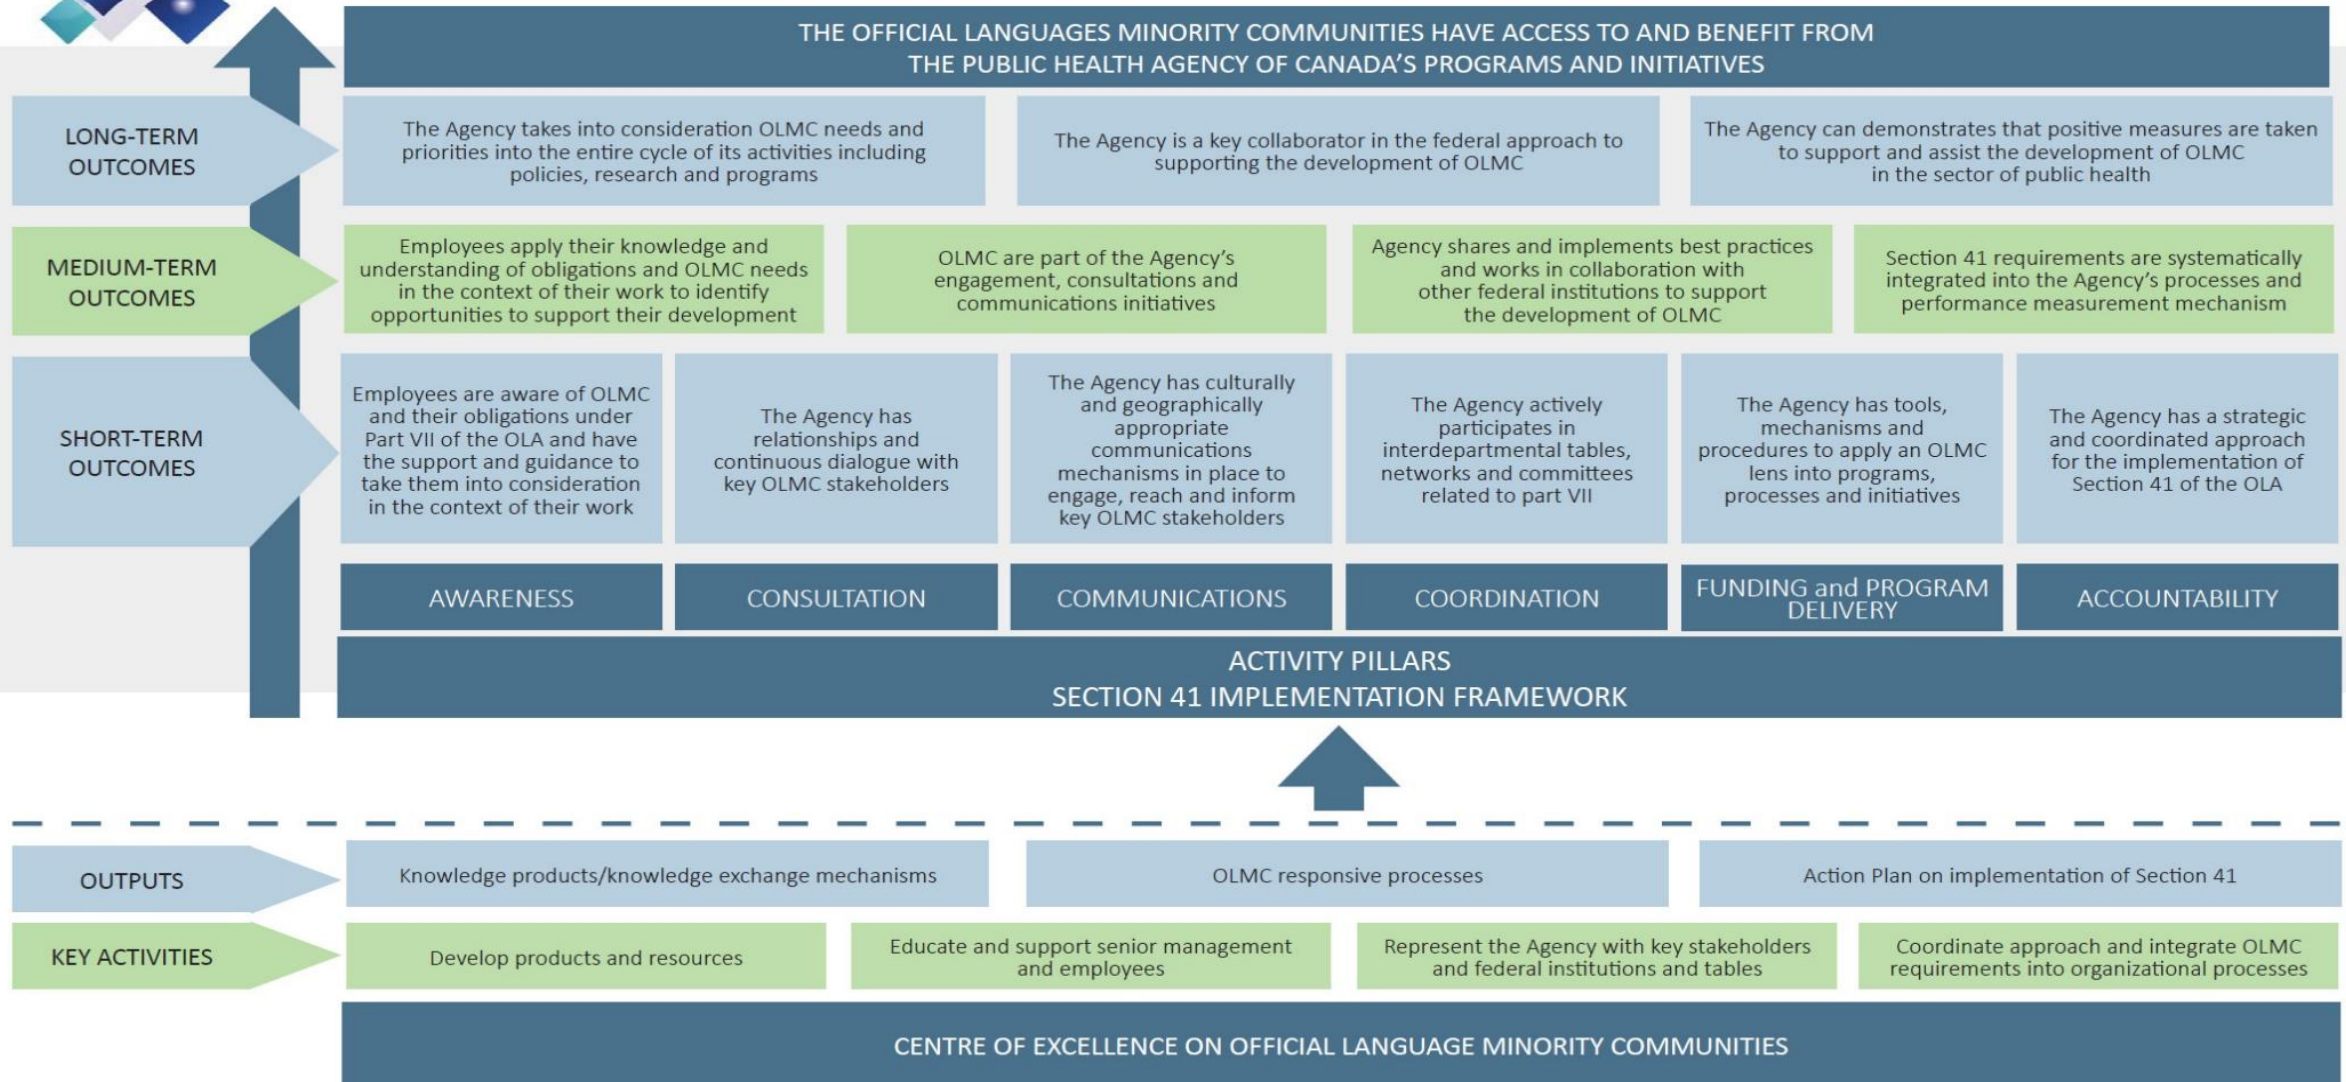 THE OFFICIAL LANGUAGES MINORITY COMMUNITIES HAVE ACCESS TO AND BENEFIT FROM
THE PUBLIC HEALTH AGENCY OF CANADA'S PROGRAMS AND INITIATIVES
LONG-TERM
OUTCOMES
The Agency takes into consideration OLMC needs and
priorities into the entire cycle of its activities including
policies, research and programs
The Agency is a key collaborator in the federal approach to
supporting the development of OLMC
The Agency can demonstrates that positive measures are taken
to support and assist the development of OLMC
in the sector of public health
MEDIUM-TERM
OUTCOMES
Employees apply their knowledge and
understanding of obligations and OLMC needs
in the context of their work to identify
opportunities to support their development
OLMC are part of the Agency's
engagement, consultations and
communications initiatives
Agency shares and implements best practices
and works in collaboration with
other federal institutions to support
the development of OLMC
Section 41 requirements are systematically
integrated into the Agency's processes and
performance measurement mechanism
SHORT-TERM
OUTCOMES
Employees are aware of OLMC
and their obligations under
Part VII of the OLA and have
the support and guidance to
take them into consideration
in the context of their work
The Agency has
relationships and
continuous dialogue with
key OLMC stakeholders
The Agency has culturally
and geographically
appropriate
communications
mechanisms in place to
engage, reach and inform
key OLMC stakeholders
The Agency actively
participates in
interdepartmental tables,
networks and committees
related to part VII
The Agency has tools,
mechanisms and
procedures to apply an OLMC
lens into programs,
processes and initiatives
The Agency has a strategic
and coordinated approach
for the implementation of
Section 41 of the OLA
AWARENESS
CONSULTATION
COMMUNICATIONS
COORDINATION
FUNDING and PROGRAM
DELIVERY
ACCOUNTABILITY
ACTIVITY PILLARS
SECTION 41 IMPLEMENTATION FRAMEWORK
OUTPUTS
Knowledge products/knowledge exchange mechanisms
OLMC responsive processes
Action Plan on implementation of Section 41
KEY ACTIVITIES
Develop products and resources
Educate and support senior management
and employees
Represent the Agency with key stakeholders
and federal institutions and tables
Coordinate approach and integrate OLMC
requirements into organizational processes
CENTRE OF EXCELLENCE ON OFFICIAL LANGUAGE MINORITY COMMUNITIES